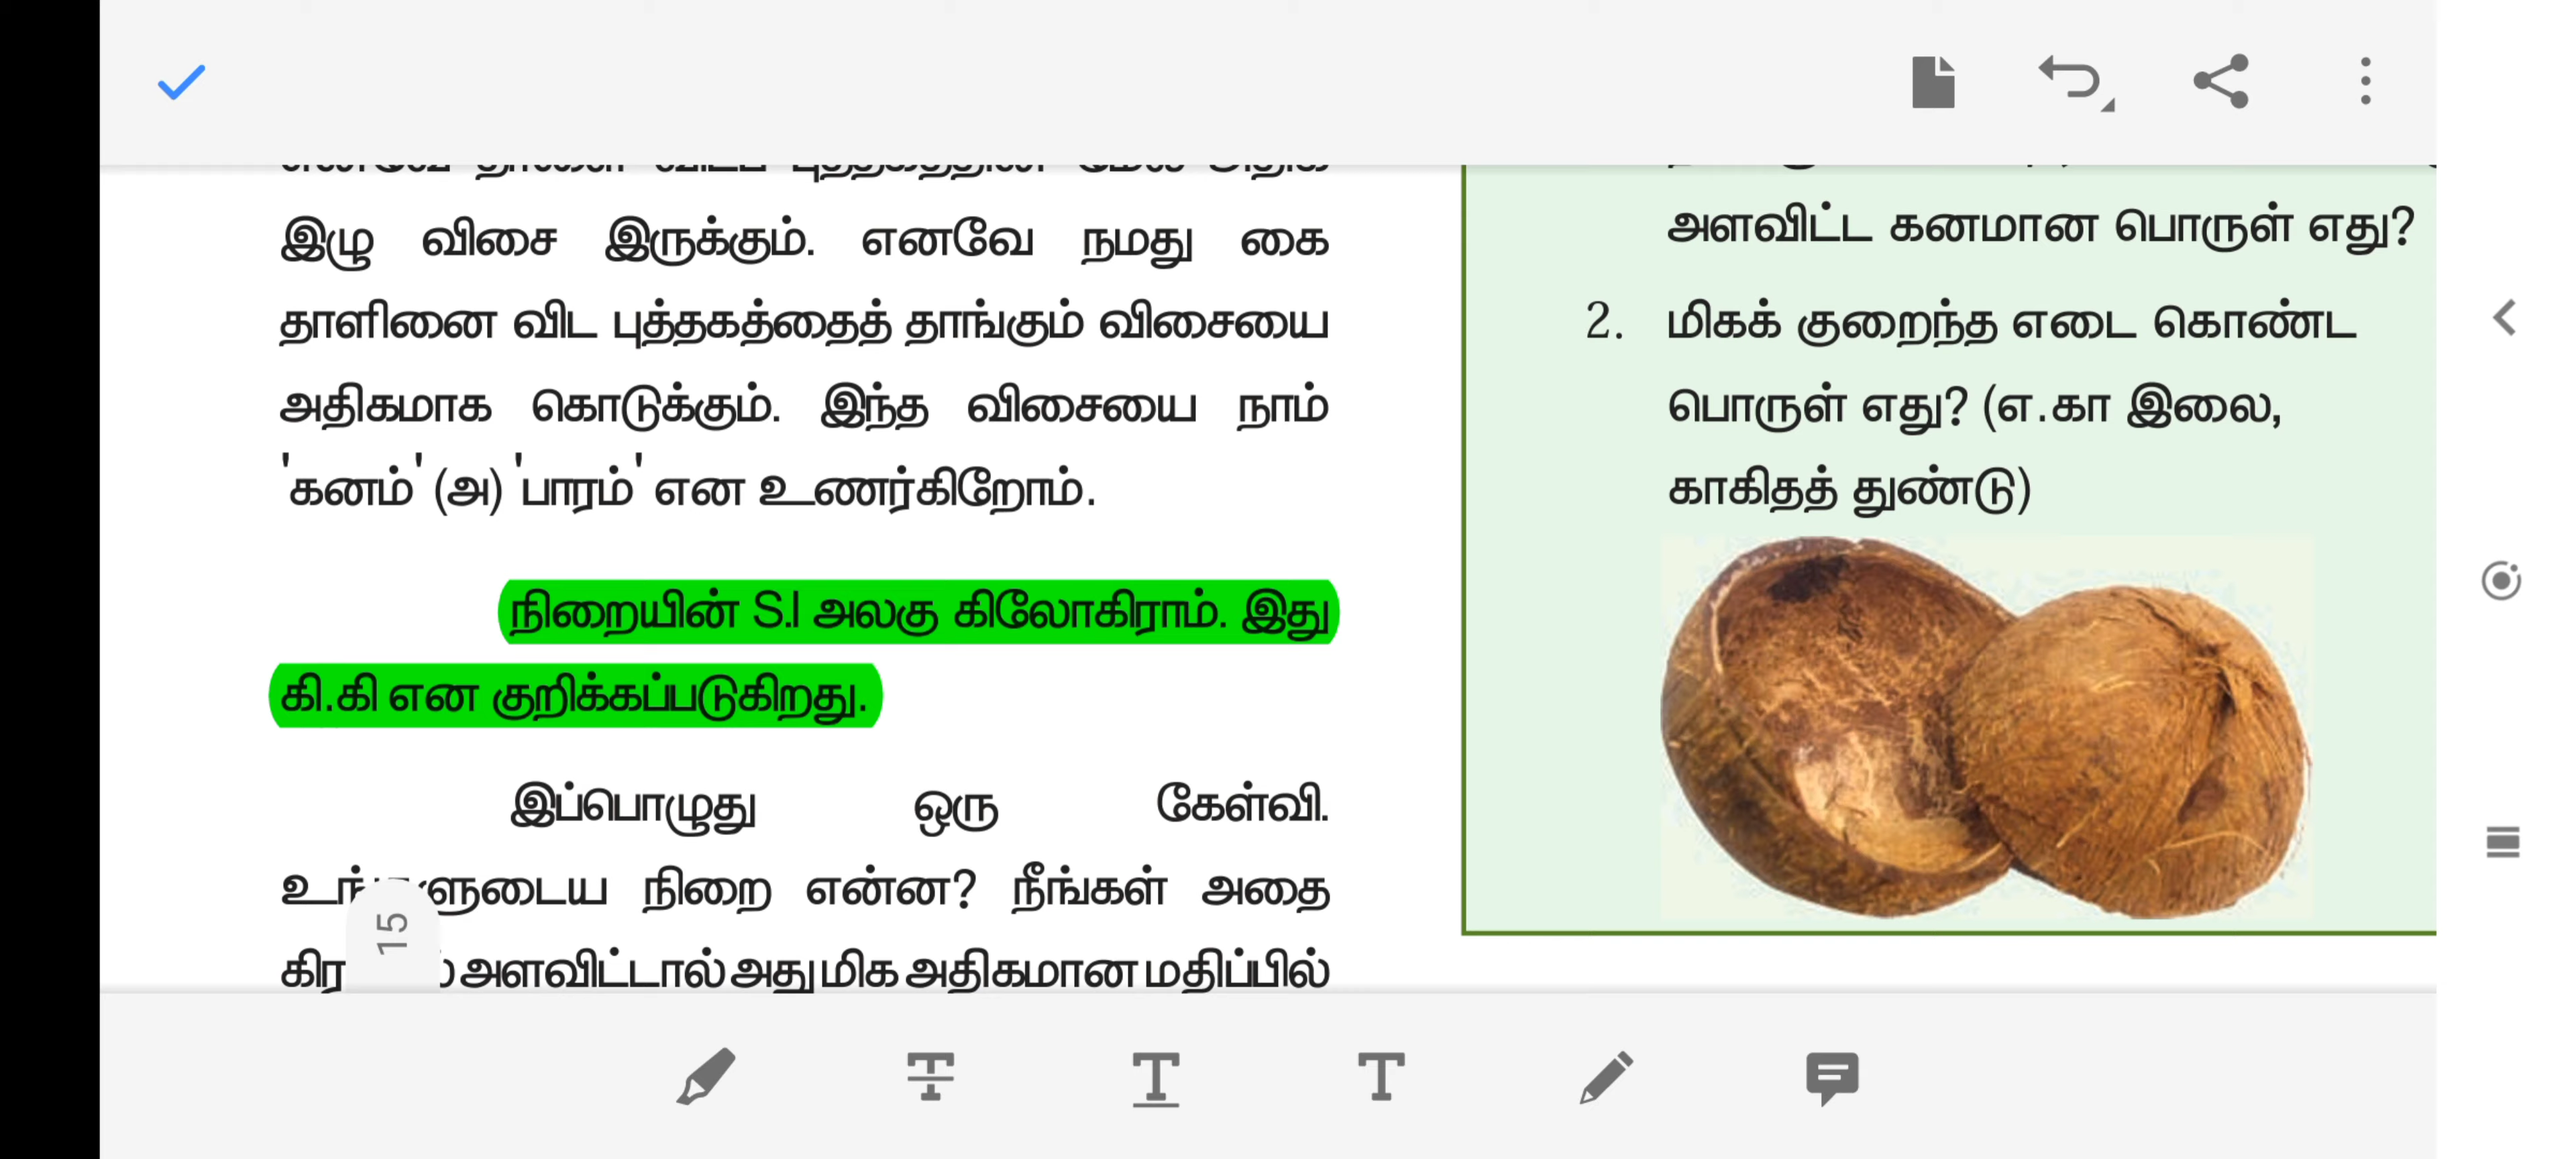 இழு விசை இருக்கும். எனவே நமது கை
தாளினை விட புத்தகத்தைத் தாங்கும் விசையை
அதிகமாக கொடுக்கும். இந்த விசையை நாம்
'கனம்' (அ) 'பாரம்' என உணர்கிறோம்.
நிறையின் S.I அலகு கிலோகிராம். இது
கி.கி என குறிக்கப்படுகிறது.
இப்பொழுது ஒரு கேள்வி.
நிறை என்ன? நீங்கள் அதை
அளவிட்டால் அது மிக அதிகமான மதிப்பில்
15
அளவிட்ட கனமான பொருள் எது?
2. மிகக் குறைந்த எடை கொண்ட
பொருள் எது? (எ.கா இலை,
காகிதத் துண்டு)